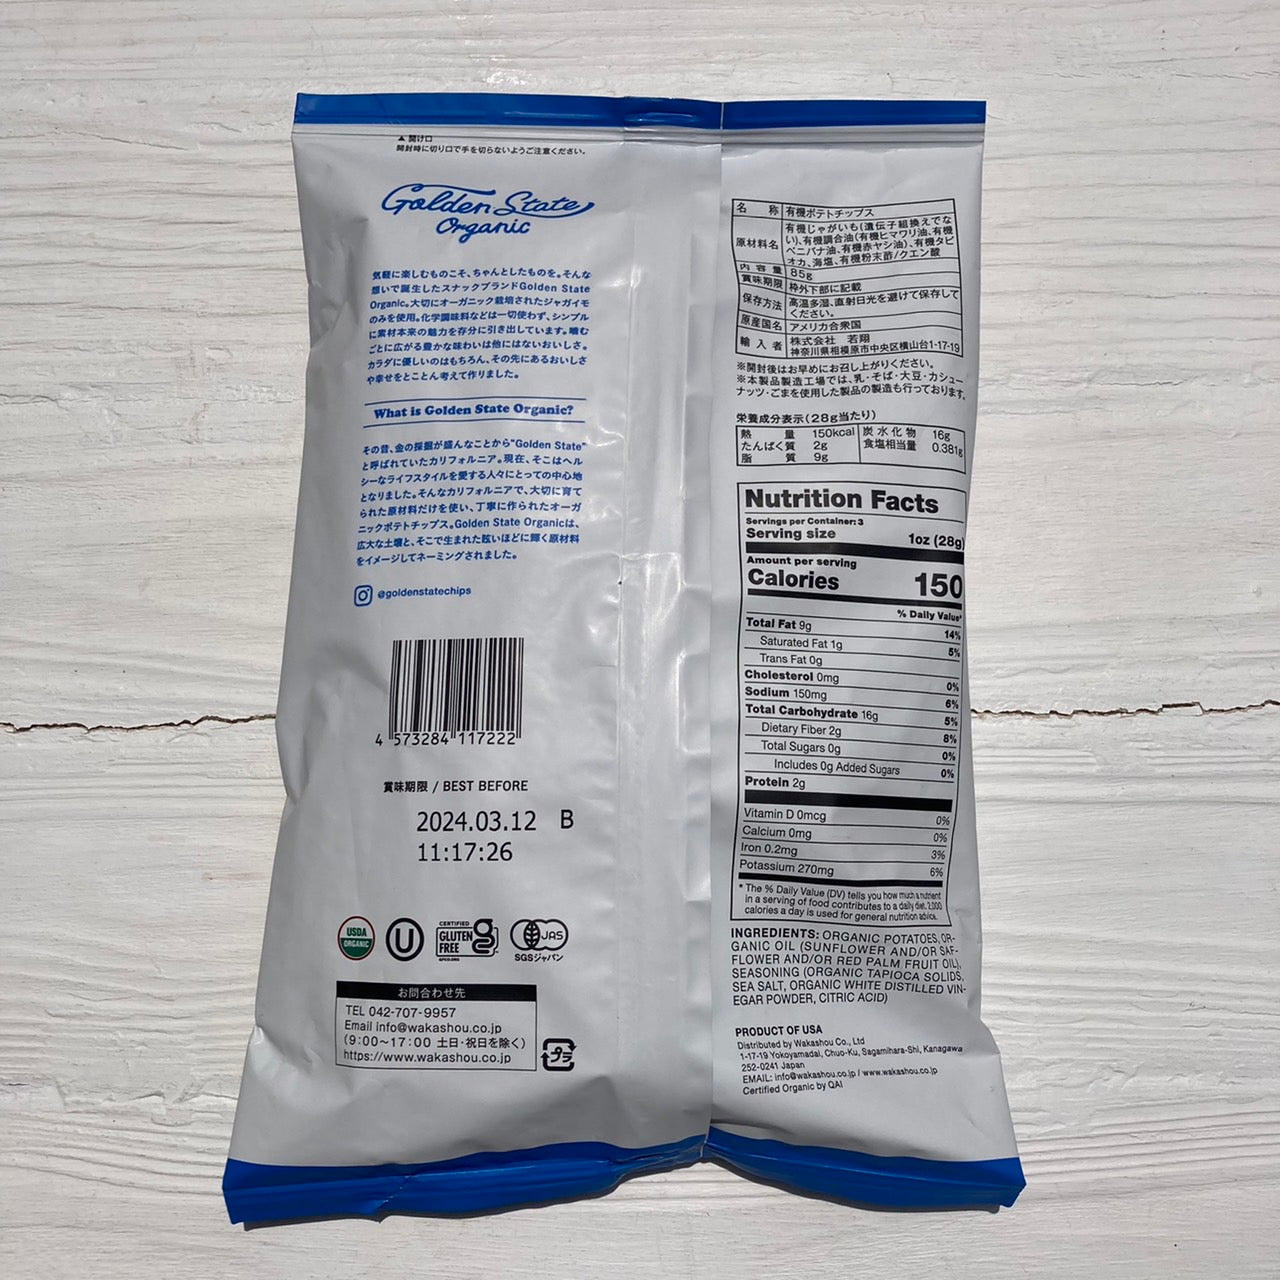 ▲ 開け口
開封時に切り口で手を切らないようご注意ください。
Golden State
Organic
気軽に楽しむものこそ、ちゃんとしたものを。そんな
想いで誕生したスナックブランドGolden State
Organic。大切にオーガニック栽培されたジャガイモ
のみを使用。化学調味料などは一切使わず、シンプル
に素材本来の魅力を存分に引き出しています。噛む
ごとに広がる豊かな味わいは他にはないおいしさ。
カラダに優しいのはもちろん、その先にあるおいしさ
や幸せをとことん考えて作りました。
What is Golden State Organic?
その昔、金の採掘が盛んなことから"Golden State"
と呼ばれていたカリフォルニア。現在、そこはヘル
シーなライフスタイルを愛する人々にとっての中心地
となりました。そんなカリフォルニアで、大切に育て
られた原材料だけを使い、丁寧に作られたオーガ
ニックポテトチップス。Golden State Organicは、
広大な土壌と、そこで生まれた眩いほどに輝く原材料
をイメージしてネーミングされました。
@goldenstatechips
4 573284 117222
賞味期限 / BEST BEFORE
2024.03.12 B
11:17:26
USDA
ORGANIC
U
CERTIFIED
GLUTEN
FREE
GFCO.ORG
JAS
SGSジャパン
お問合わせ先
TEL 042-707-9957
Email info@wakashou.co.jp
(9:00〜17:00 土日・祝日を除く)
https://www.wakashou.co.jp
プラ
名 称 有機ポテトチップス
原材料名 有機じゃがいも(遺伝子組換えでな
い)、有機調合油(有機ヒマワリ油、有機
ベニバナ油、有機赤ヤシ油)、有機タピ
オカ、海塩、有機粉末酢/クエン酸
内 容 量 85g
賞味期限 枠外下部に記載
保存方法 高温多湿、直射日光を避けて保存して
ください。
原産国名 アメリカ合衆国
輸 入 者 株式会社 若翔
神奈川県相模原市中央区横山台1-17-19
※開封後はお早めにお召し上がりください。
※本製品製造工場では、乳・そば・大豆・カシュー
ナッツ・ごまを使用した製品の製造も行っております。
栄養成分表示(28g当たり)
熱 量 150kcal 炭水化物 16g
たんぱく質 2g 食塩相当量 0.381g
脂 質 9g
Nutrition Facts
Servings per Container: 3
Serving size 1oz (28g)
Amount per serving
Calories 150
% Daily Value*
Total Fat 9g 14%
Saturated Fat 1g 5%
Trans Fat 0g
Cholesterol 0mg 0%
Sodium 150mg 6%
Total Carbohydrate 16g 5%
Dietary Fiber 2g 8%
Total Sugars 0g 0%
Includes 0g Added Sugars 0%
Protein 2g
Vitamin D 0mcg 0%
Calcium 0mg 0%
Iron 0.2mg 3%
Potassium 270mg 6%
* The % Daily Value (DV) tells you how much a nutrient
in a serving of food contributes to a daily diet. 2,000
calories a day is used for general nutrition advice.
INGREDIENTS: ORGANIC POTATOES, OR-
GANIC OIL (SUNFLOWER AND/OR SAF-
FLOWER AND/OR RED PALM FRUIT OIL),
SEASONING (ORGANIC TAPIOCA SOLIDS,
SEA SALT, ORGANIC WHITE DISTILLED VIN-
EGAR POWDER, CITRIC ACID)
PRODUCT OF USA
Distributed by Wakashou Co., Ltd
1-17-19 Yokoyamadai, Chuo-Ku, Sagamihara-Shi, Kanagawa
252-0241 Japan
EMAIL: info@wakashou.co.jp / www.wakashou.co.jp
Certified Organic by QAI